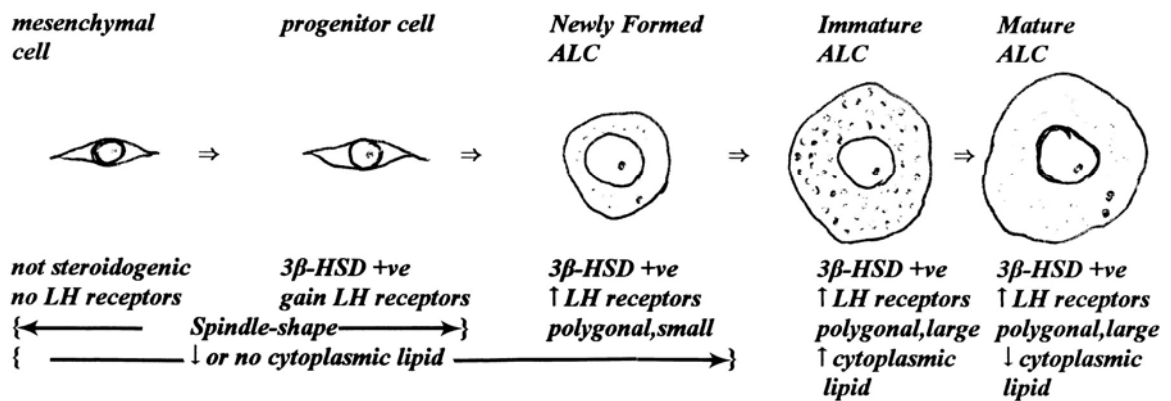 mesenchymal cell
progenitor cell
Newly Formed ALC
Immature ALC
Mature ALC
⇒ ⇒ ⇒ ⇒
not steroidogenic
no LH receptors
3β-HSD +ve
gain LH receptors
{ Spindle-shape }
{ ↓ or no cytoplasmic lipid }
3β-HSD +ve
↑ LH receptors
polygonal,small
3β-HSD +ve
↑ LH receptors
polygonal,large
↑ cytoplasmic
lipid
3β-HSD +ve
↑ LH receptors
polygonal,large
↓ cytoplasmic
lipid